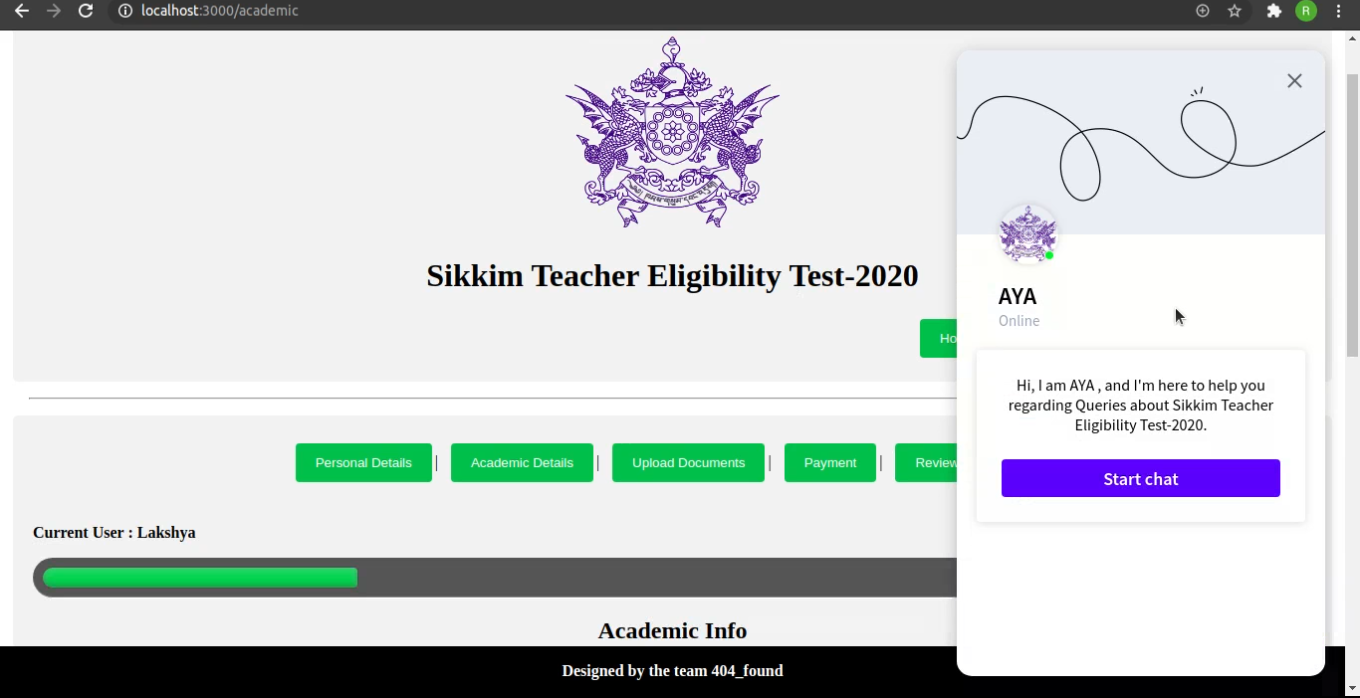 localhost:3000/academic
R
Sikkim Teacher Eligibility Test-2020
Ho
Personal Details | Academic Details | Upload Documents | Payment | Review
Current User : Lakshya
Academic Info
Designed by the team 404_found
AYA
Online
Hi, I am AYA , and I'm here to help you
regarding Queries about Sikkim Teacher
Eligibility Test-2020.
Start chat